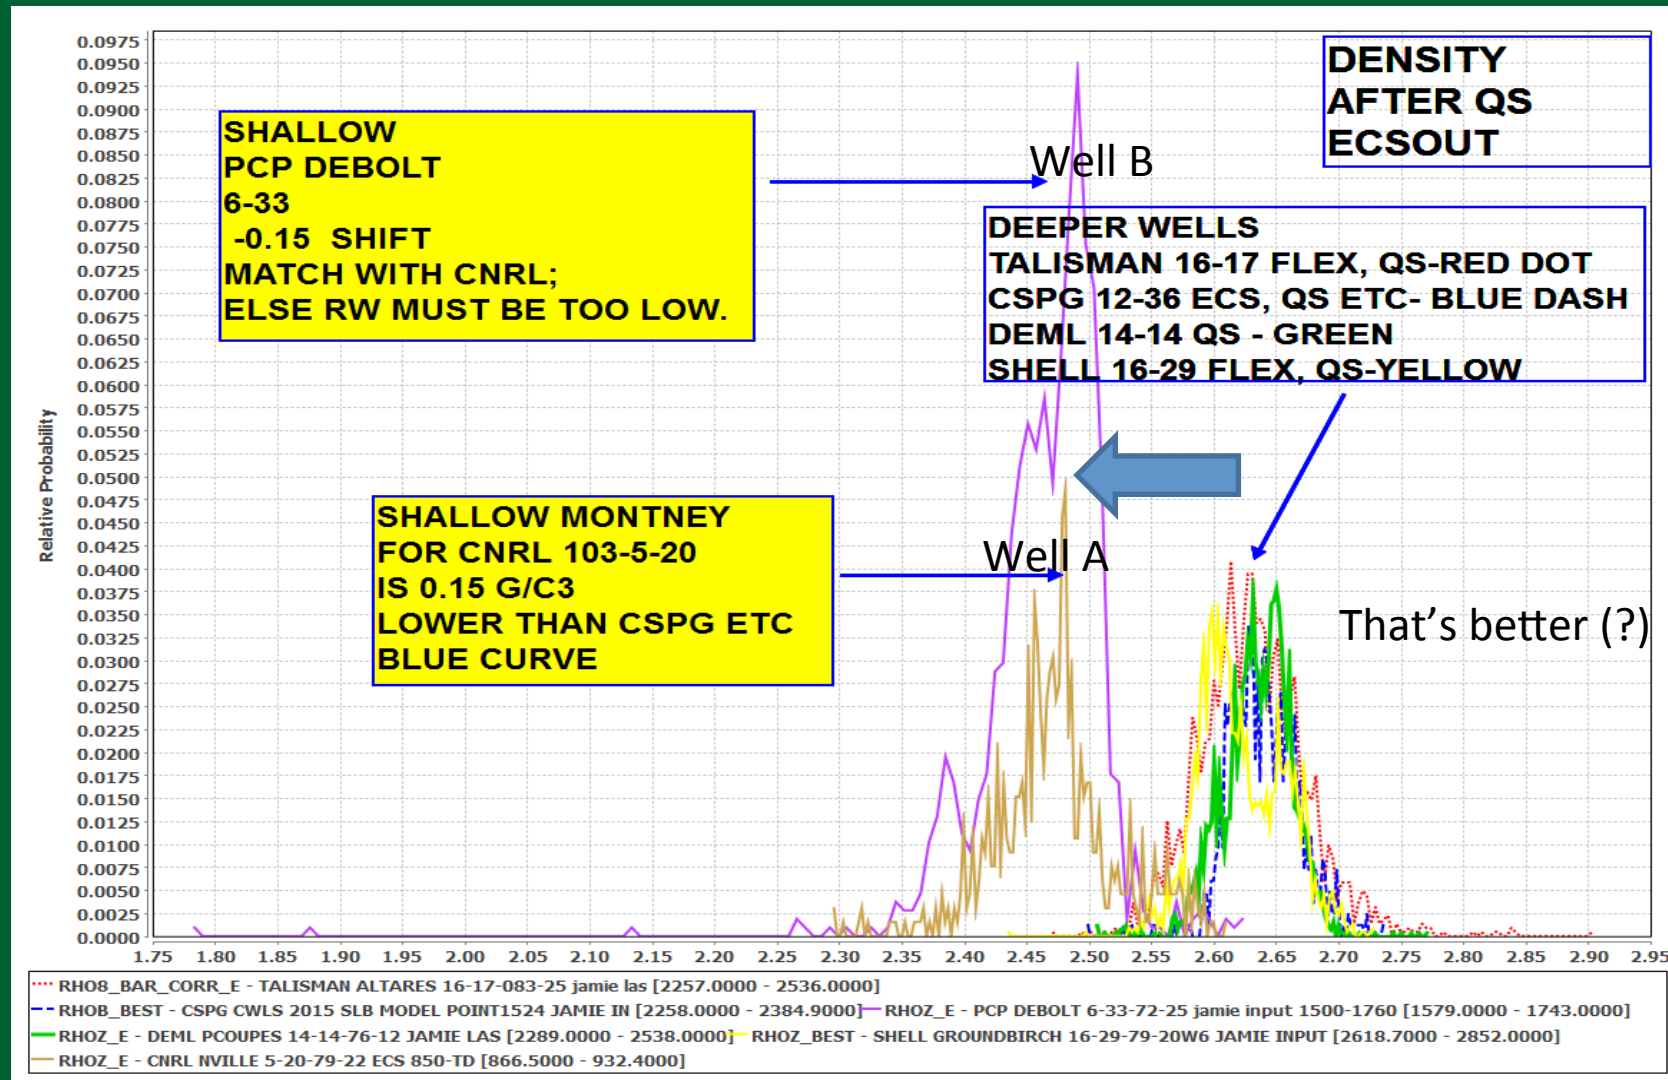 DENSITY
AFTER QS
ECSOUT
SHALLOW
PCP DEBOLT
6-33
-0.15  SHIFT
MATCH WITH CNRL;
ELSE RW MUST BE TOO LOW.
Well B
DEEPER WELLS
TALISMAN 16-17 FLEX, QS-RED DOT
CSPG 12-36 ECS, QS ETC- BLUE DASH
DEML 14-14 QS - GREEN
SHELL 16-29 FLEX, QS-YELLOW
SHALLOW MONTNEY
FOR CNRL 103-5-20
IS 0.15 G/C3
LOWER THAN CSPG ETC
BLUE CURVE
Well A
That's better (?)
Relative Probability
0.0975
0.0950
0.0925
0.0900
0.0875
0.0850
0.0825
0.0800
0.0775
0.0750
0.0725
0.0700
0.0675
0.0650
0.0625
0.0600
0.0575
0.0550
0.0525
0.0500
0.0475
0.0450
0.0425
0.0400
0.0375
0.0350
0.0325
0.0300
0.0275
0.0250
0.0225
0.0200
0.0175
0.0150
0.0125
0.0100
0.0075
0.0050
0.0025
0.0000
1.75 1.80 1.85 1.90 1.95 2.00 2.05 2.10 2.15 2.20 2.25 2.30 2.35 2.40 2.45 2.50 2.55 2.60 2.65 2.70 2.75 2.80 2.85 2.90 2.95
RHO8_BAR_CORR_E - TALISMAN ALTARES 16-17-083-25 jamie las [2257.0000 - 2536.0000]
RHOB_BEST - CSPG CWLS 2015 SLB MODEL POINT1524 JAMIE IN [2258.0000 - 2384.9000] RHOZ_E - PCP DEBOLT 6-33-72-25 jamie input 1500-1760 [1579.0000 - 1743.0000]
RHOZ_E - DEML PCOUPES 14-14-76-12 JAMIE LAS [2289.0000 - 2538.0000] RHOZ_BEST - SHELL GROUNDBIRCH 16-29-79-20W6 JAMIE INPUT [2618.7000 - 2852.0000]
RHOZ_E - CNRL NVILLE 5-20-79-22 ECS 850-TD [866.5000 - 932.4000]